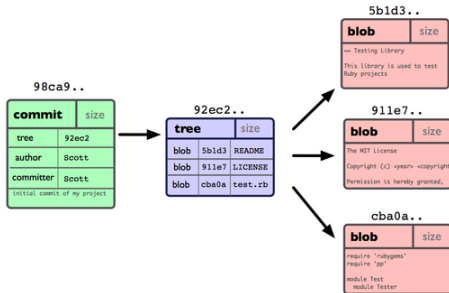 98ca9..
commit size
tree 92ec2
author Scott
committer Scott
initial commit of my project
92ec2..
tree size
blob 5b1d3 README
blob 911e7 LICENSE
blob cba0a test.rb
5b1d3..
blob size
== Testing Library
This library is used to test
Ruby projects
911e7..
blob size
The MIT License
Copyright (c) <year> <copyright
Permission is hereby granted,
cba0a..
blob size
require 'rubygems'
require 'pp'
module Test
module Tester